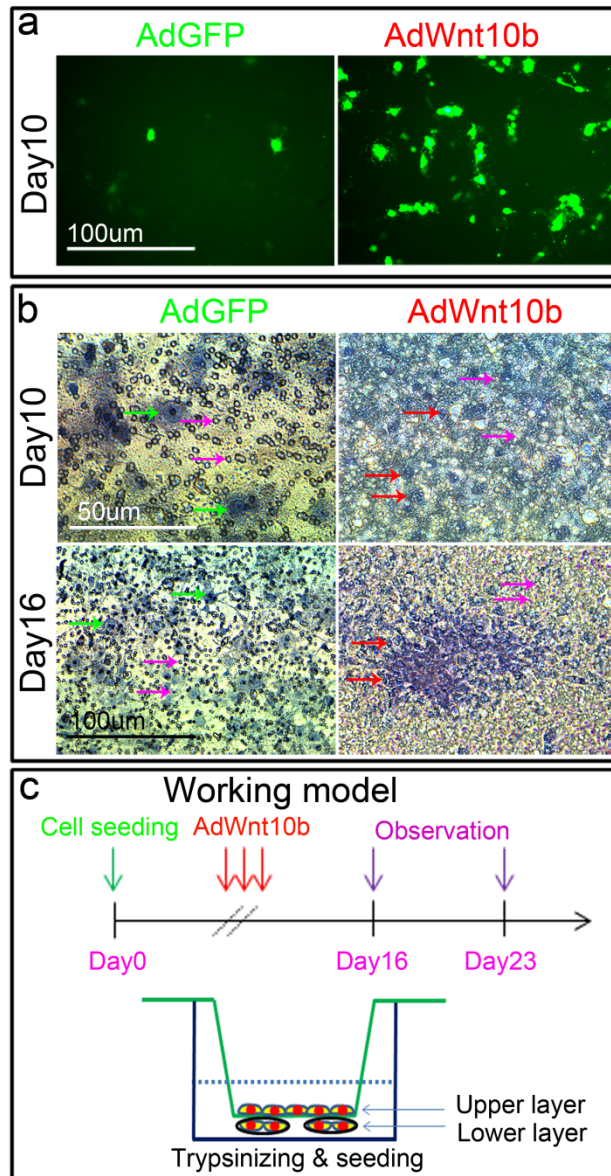 a
AdGFP AdWnt10b
Day10
100um
b
AdGFP AdWnt10b
Day10
50um
Day16
100um
c
Working model
Cell seeding AdWnt10b Observation
Day0 Day16 Day23
Upper layer
Lower layer
Trypsinizing & seeding